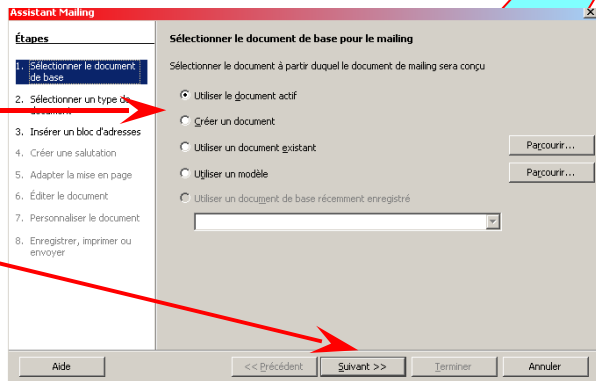 Assistant Mailing
Étapes
1. Sélectionner le document
de base
2. Sélectionner un type de
document
3. Insérer un bloc d'adresses
4. Créer une salutation
5. Adapter la mise en page
6. Éditer le document
7. Personnaliser le document
8. Enregistrer, imprimer ou
envoyer
Sélectionner le document de base pour le mailing
Sélectionner le document à partir duquel le document de mailing sera conçu
Utiliser le document actif
Créer un document
Utiliser un document existant
Parcourir...
Utiliser un modèle
Parcourir...
Utiliser un document de base récemment enregistré
Aide
<< Précédent
Suivant >>
Terminer
Annuler